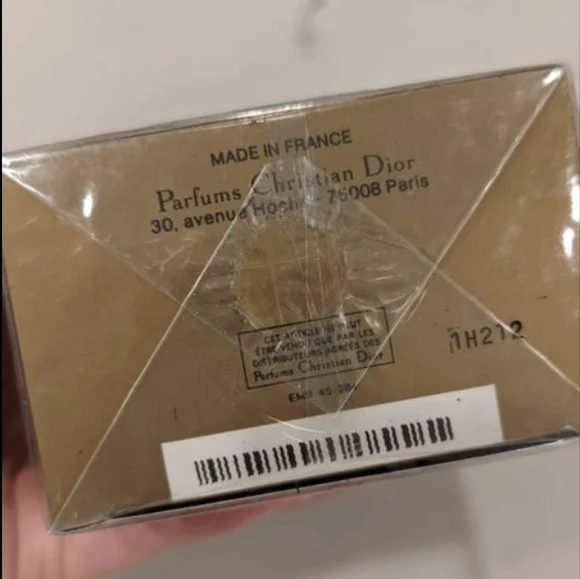 MADE IN FRANCE
Parfums Christian Dior
30, avenue Hoche - 75008 Paris
CET ARTICLE NE PEUT
ÊTRE VENDU QUE PAR LES
DISTRIBUTEURS AGRÉÉS DES
Parfums Christian Dior
1H212